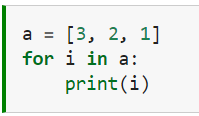 a = [3, 2, 1]
for i in a:
    print(i)